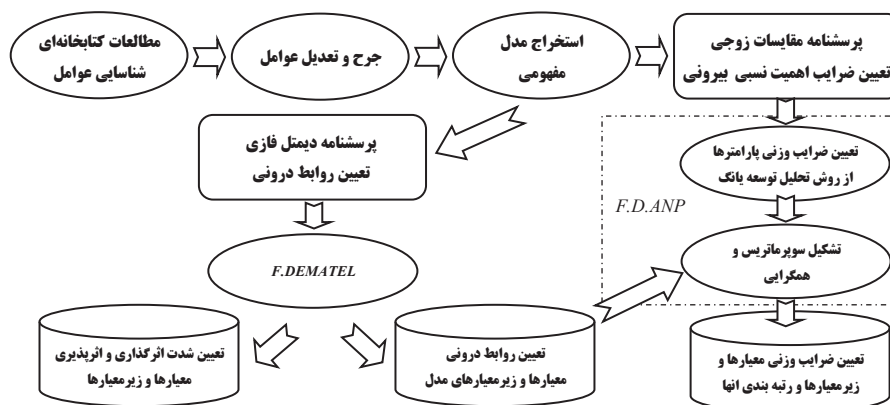 مطالعات کتابخانه‌ای
شناسایی عوامل
جرح و تعدیل عوامل
استخراج مدل
مفهومی
پرسشنامه مقایسات زوجی
تعیین ضرایب اهمیت نسبی بیرونی
پرسشنامه دیمتل فازی
تعیین روابط درونی
تعیین ضرایب وزنی پارامترها
از روش تحلیل توسعه یانگ
F.D.ANP
F.DEMATEL
تشکیل سوپرماتریس و
همگرایی
تعیین شدت اثرگذاری و اثرپذیری
معیارها و زیرمعیارها
تعیین روابط درونی
معیارها و زیرمعیارهای مدل
تعیین ضرایب وزنی معیارها و
زیرمعیارها و رتبه بندی انها